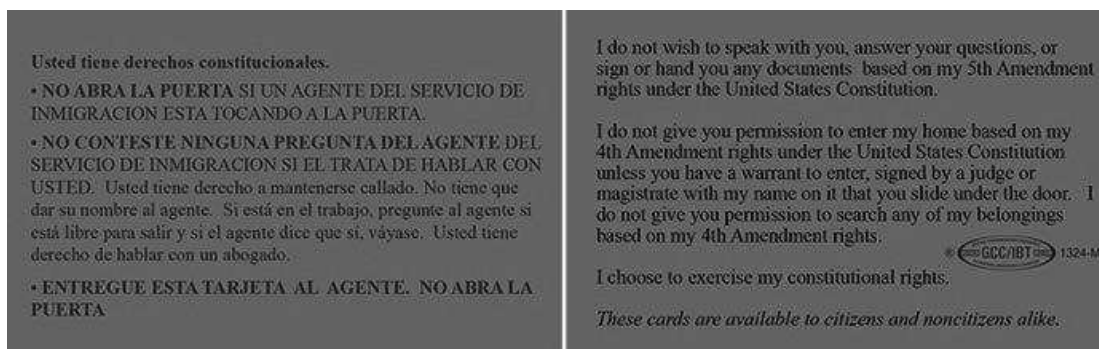 Usted tiene derechos constitucionales.
• NO ABRA LA PUERTA SI UN AGENTE DEL SERVICIO DE
INMIGRACION ESTA TOCANDO A LA PUERTA.
• NO CONTESTE NINGUNA PREGUNTA DEL AGENTE DEL
SERVICIO DE INMIGRACION SI EL TRATA DE HABLAR CON
USTED. Usted tiene derecho a mantenerse callado. No tiene que
dar su nombre al agente. Si está en el trabajo, pregunte al agente si
está libre para salir y si el agente dice que sí, váyase. Usted tiene
derecho de hablar con un abogado.
• ENTREGUE ESTA TARJETA AL AGENTE. NO ABRA LA
PUERTA
I do not wish to speak with you, answer your questions, or
sign or hand you any documents based on my 5th Amendment
rights under the United States Constitution.
I do not give you permission to enter my home based on my
4th Amendment rights under the United States Constitution
unless you have a warrant to enter, signed by a judge or
magistrate with my name on it that you slide under the door. I
do not give you permission to search any of my belongings
based on my 4th Amendment rights.
GCC/IBT 1324-M
I choose to exercise my constitutional rights.
These cards are available to citizens and noncitizens alike.